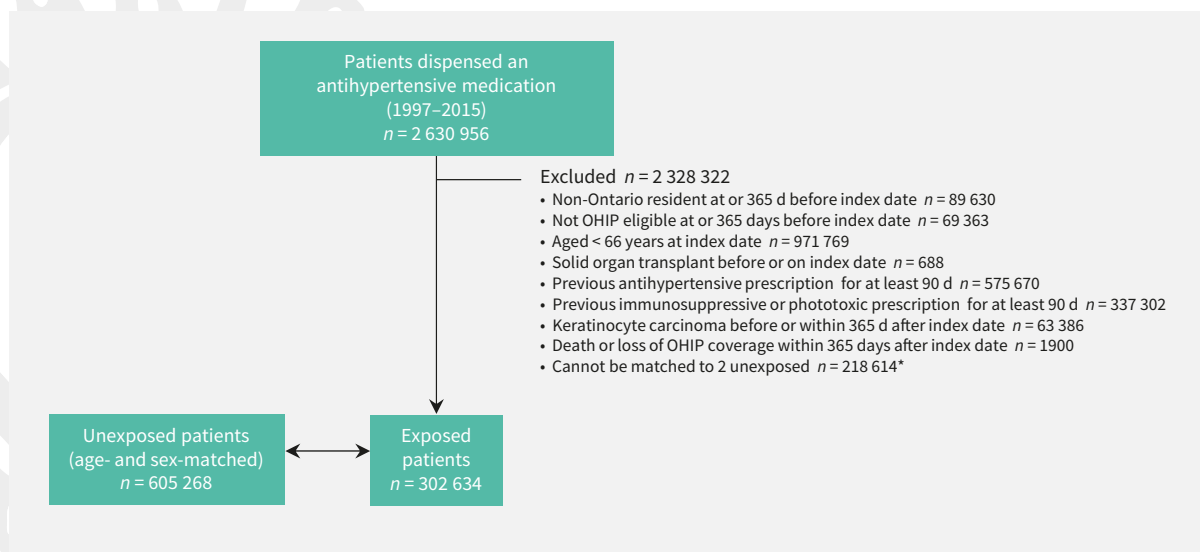 Patients dispensed an
antihypertensive medication
(1997–2015)
n = 2 630 956
Excluded n = 2 328 322
• Non-Ontario resident at or 365 d before index date n = 89 630
• Not OHIP eligible at or 365 days before index date n = 69 363
• Aged < 66 years at index date n = 971 769
• Solid organ transplant before or on index date n = 688
• Previous antihypertensive prescription for at least 90 d n = 575 670
• Previous immunosuppressive or phototoxic prescription for at least 90 d n = 337 302
• Keratinocyte carcinoma before or within 365 d after index date n = 63 386
• Death or loss of OHIP coverage within 365 days after index date n = 1900
• Cannot be matched to 2 unexposed n = 218 614*
Unexposed patients
(age- and sex-matched)
n = 605 268
Exposed
patients
n = 302 634